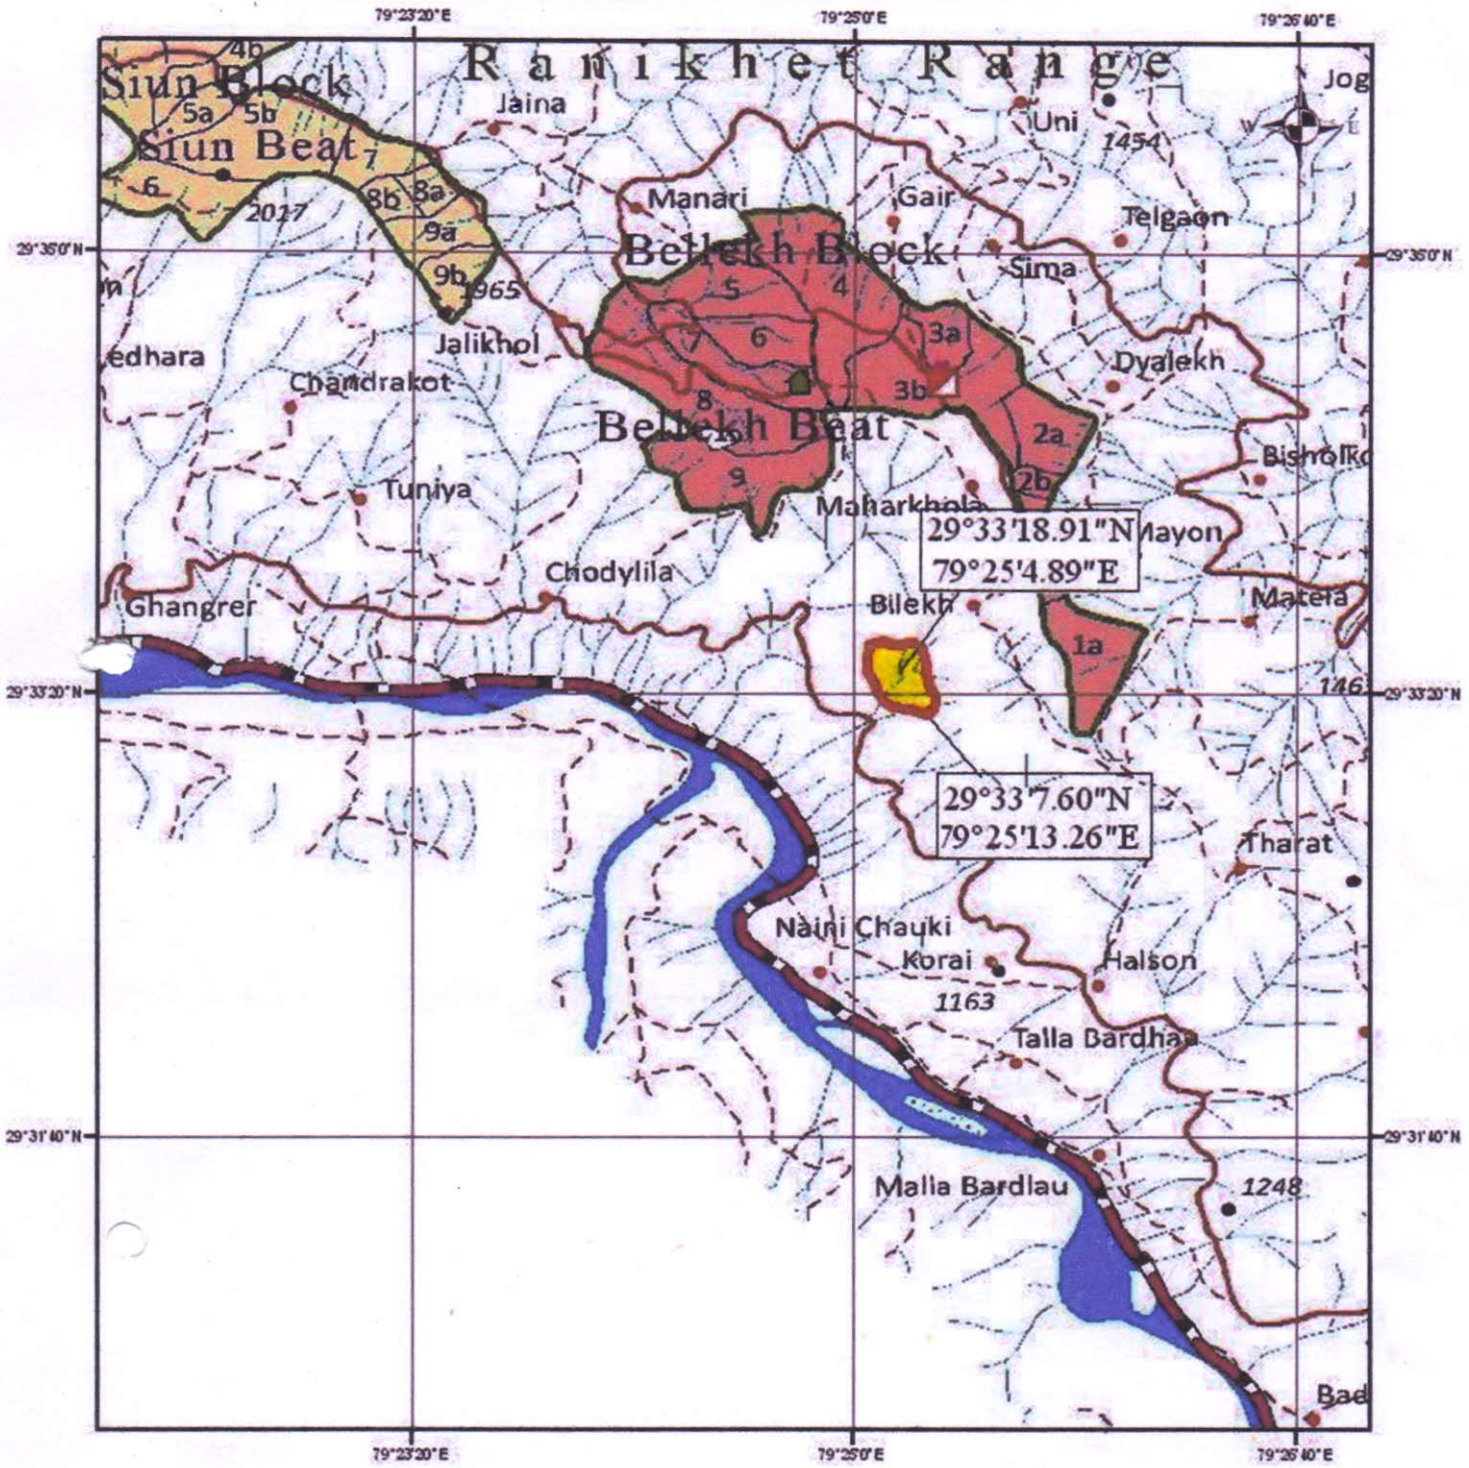 79°23'20"E
79°25'0"E
79°26'40"E
Ranikhet Range
4b
Siun Block
5a
5b
Siun Beat
6
7
8b
8a
9a
9b
2017
1965
Jaina
Uni
1454
Jog
W
E
Manari
Gair
Telgaon
29°35'0"N
29°35'0"N
Bellekh Block
Sima
5
4
edhara
Jalikhol
7
6
3a
Dyalekh
Chandrakot
8
3b
Bellekh Beat
2a
Bisholko
Tuniya
9
2b
Maharkhola
29°33'18.91"N
79°25'4.89"E
Mayon
Chodylila
Ghangrer
Bilekh
Matela
1a
29°33'20"N
146
29°33'20"N
29°33'7.60"N
79°25'13.26"E
Tharat
Naini Chauki
Korai
Halson
1163
Talla Bardhaa
29°31'40"N
29°31'40"N
Malla Bardlau
1248
Bad
79°23'20"E
79°25'0"E
79°26'40"E